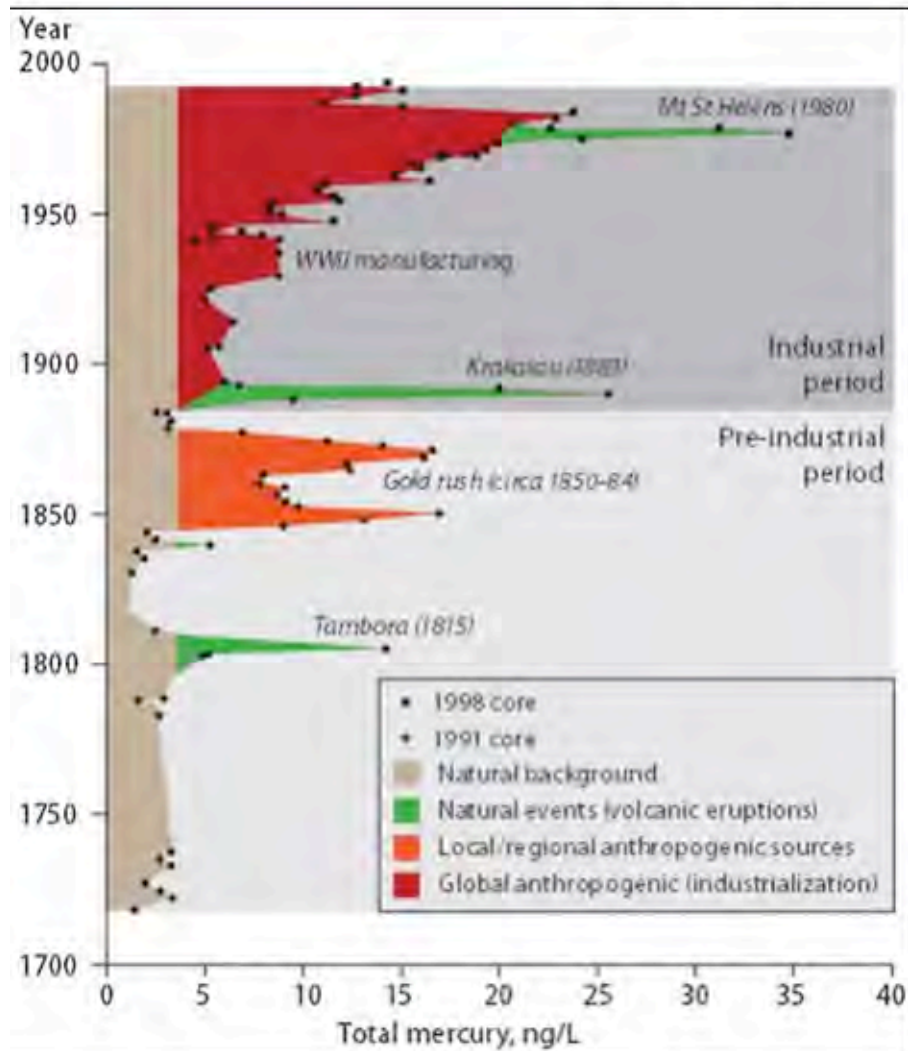 Year
2000
Mt St Helens (1980)
1950
WWII manufacturing
Industrial
period
1900
Krakatau (1883)
Pre-industrial
period
Gold rush (circa 1850-84)
1850
Tambora (1815)
1800
1998 core
1991 core
Natural background
Natural events (volcanic eruptions)
1750
Local/regional anthropogenic sources
Global anthropogenic (industrialization)
1700
0 5 10 15 20 25 30 35 40
Total mercury, ng/L